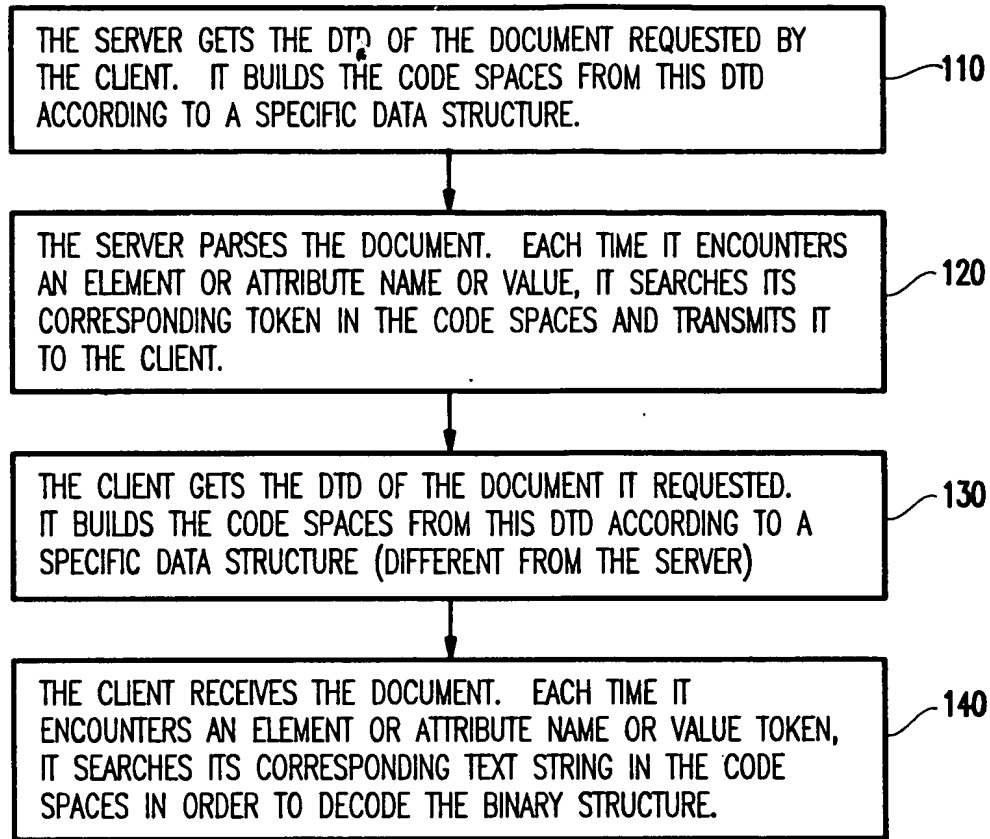 THE SERVER GETS THE DTD OF THE DOCUMENT REQUESTED BY
THE CLIENT. IT BUILDS THE CODE SPACES FROM THIS DTD
ACCORDING TO A SPECIFIC DATA STRUCTURE.
110
THE SERVER PARSES THE DOCUMENT. EACH TIME IT ENCOUNTERS
AN ELEMENT OR ATTRIBUTE NAME OR VALUE, IT SEARCHES ITS
CORRESPONDING TOKEN IN THE CODE SPACES AND TRANSMITS IT
TO THE CLIENT.
120
THE CLIENT GETS THE DTD OF THE DOCUMENT IT REQUESTED.
IT BUILDS THE CODE SPACES FROM THIS DTD ACCORDING TO A
SPECIFIC DATA STRUCTURE (DIFFERENT FROM THE SERVER)
130
THE CLIENT RECEIVES THE DOCUMENT. EACH TIME IT
ENCOUNTERS AN ELEMENT OR ATTRIBUTE NAME OR VALUE TOKEN,
IT SEARCHES ITS CORRESPONDING TEXT STRING IN THE CODE
SPACES IN ORDER TO DECODE THE BINARY STRUCTURE.
140